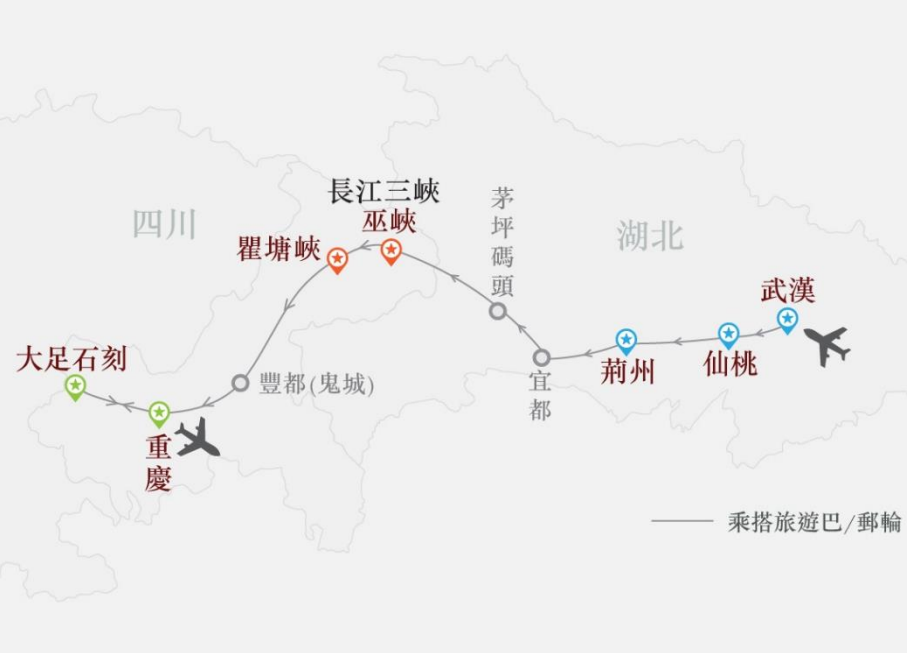 四川
湖北
長江三峽
巫峽
瞿塘峽
茅坪碼頭
武漢
仙桃
荊州
宜都
豐都(鬼城)
大足石刻
重慶
乘搭旅遊巴/郵輪